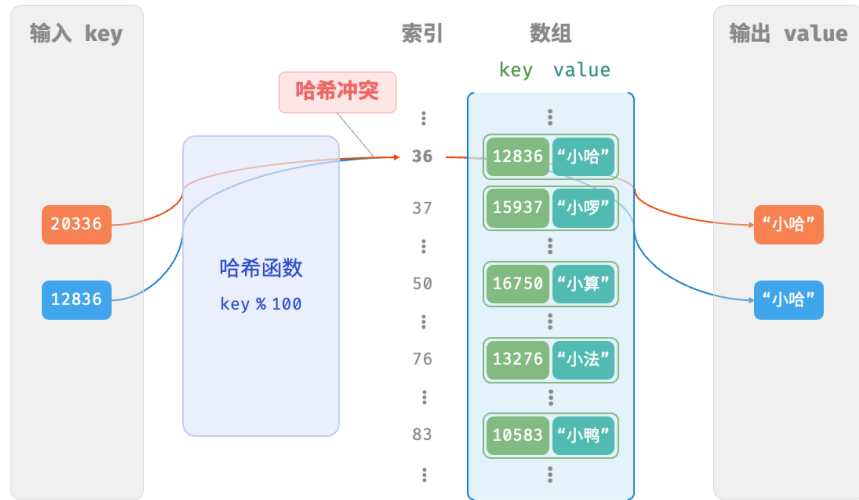 输入 key
索引
数组
输出 value
key value
哈希冲突
36
12836 “小哈”
37
15937 “小啰”
20336
“小哈”
哈希函数
key % 100
50
16750 “小算”
12836
“小哈”
76
13276 “小法”
83
10583 “小鸭”